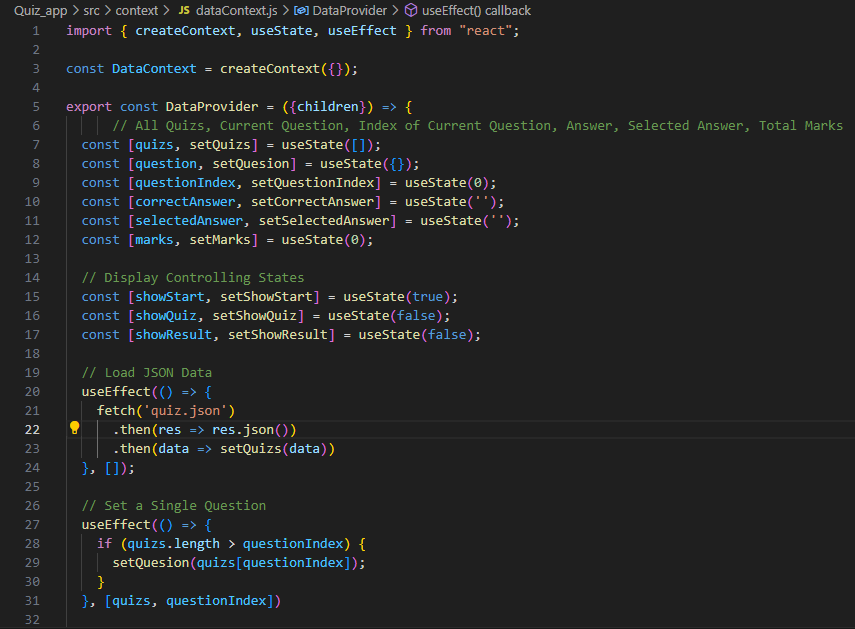 Quiz_app > src > context > JS dataContext.js > DataProvider > useEffect() callback
1 import { createContext, useState, useEffect } from "react";
2
3 const DataContext = createContext({});
4
5 export const DataProvider = ({children}) => {
6 // All Quizs, Current Question, Index of Current Question, Answer, Selected Answer, Total Marks
7 const [quizs, setQuizs] = useState([]);
8 const [question, setQuesion] = useState({});
9 const [questionIndex, setQuestionIndex] = useState(0);
10 const [correctAnswer, setCorrectAnswer] = useState('');
11 const [selectedAnswer, setSelectedAnswer] = useState('');
12 const [marks, setMarks] = useState(0);
13
14 // Display Controlling States
15 const [showStart, setShowStart] = useState(true);
16 const [showQuiz, setShowQuiz] = useState(false);
17 const [showResult, setShowResult] = useState(false);
18
19 // Load JSON Data
20 useEffect(() => {
21 fetch('quiz.json')
22 .then(res => res.json())
23 .then(data => setQuizs(data))
24 }, []);
25
26 // Set a Single Question
27 useEffect(() => {
28 if (quizs.length > questionIndex) {
29 setQuesion(quizs[questionIndex]);
30 }
31 }, [quizs, questionIndex])
32